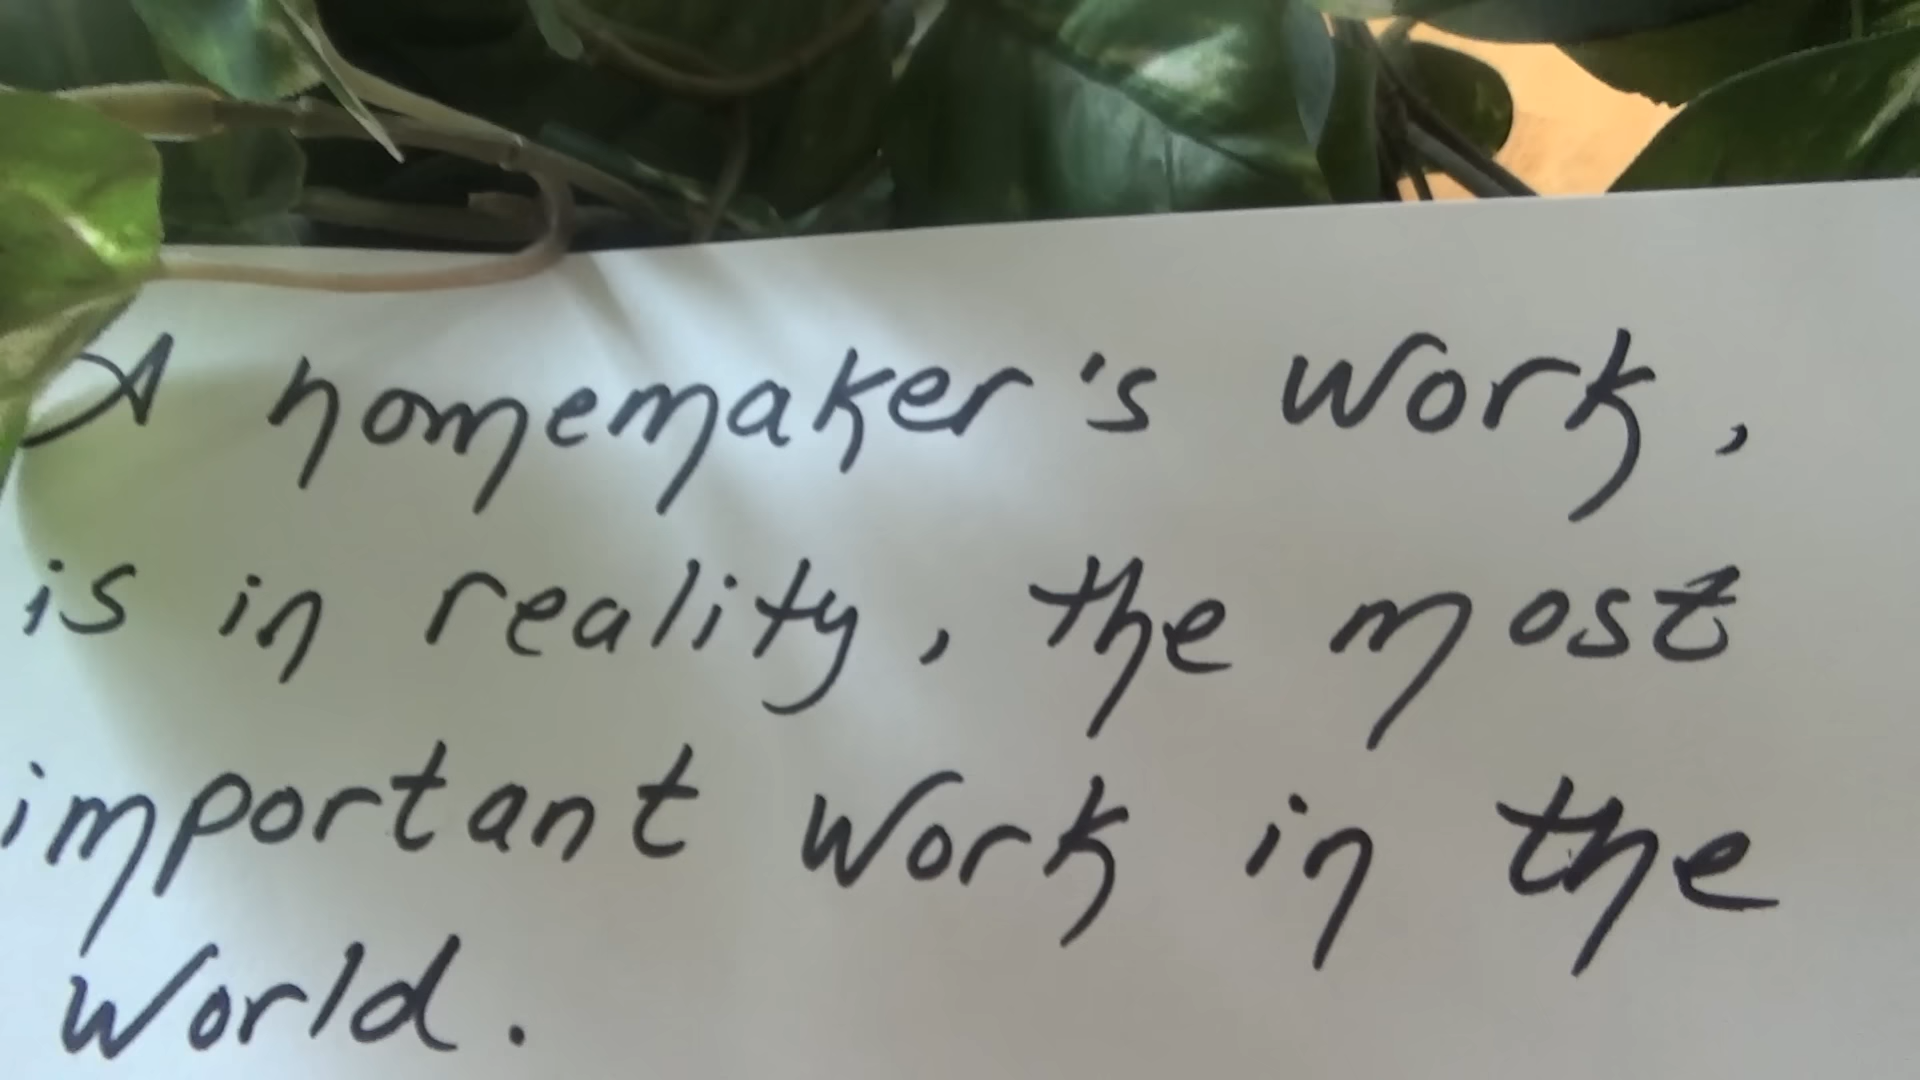 A homemaker's work,
is in reality, the most
important work in the
world.